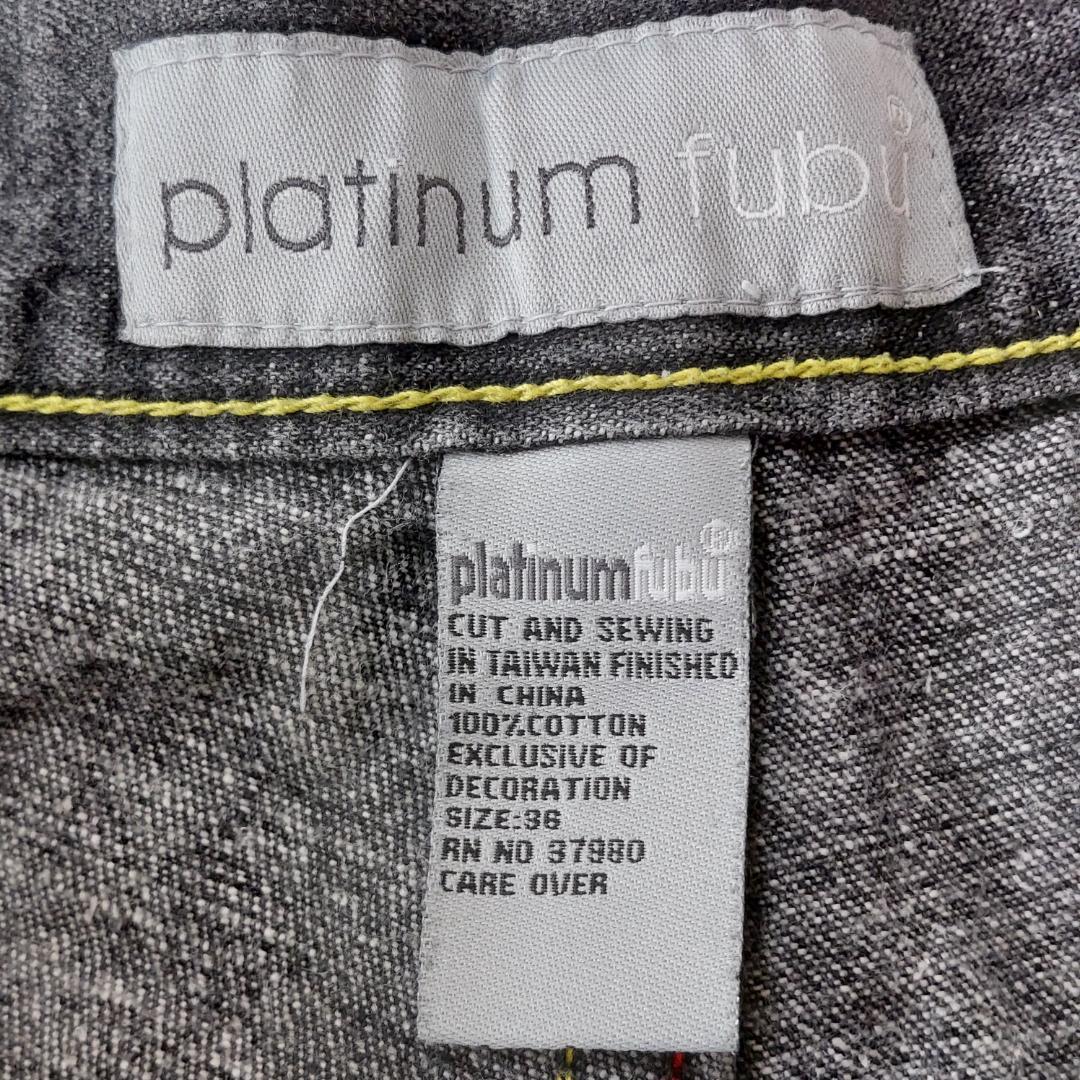 platinum fubu®
platinumfubu®
CUT AND SEWING
IN TAIWAN FINISHED
IN CHINA
100%COTTON
EXCLUSIVE OF
DECORATION
SIZE:36
RN NO 37980
CARE OVER